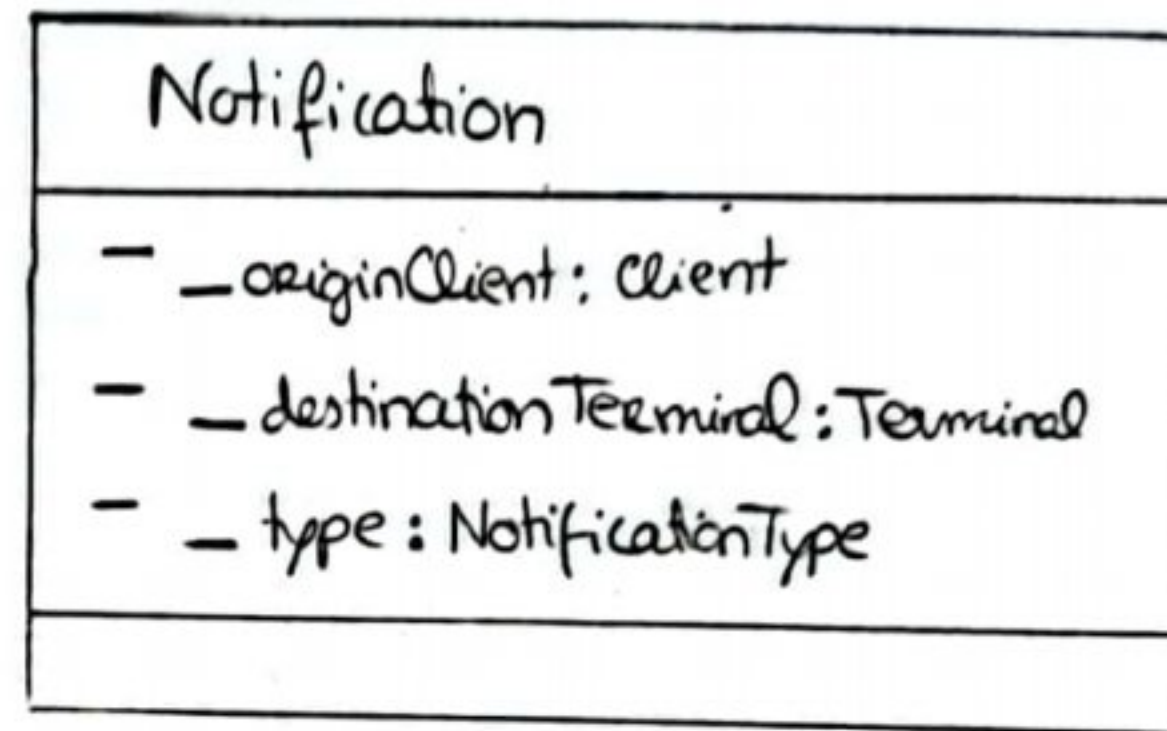 Notification
- _originClient: Client
- _destinationTerminal: Terminal
- _type: NotificationType